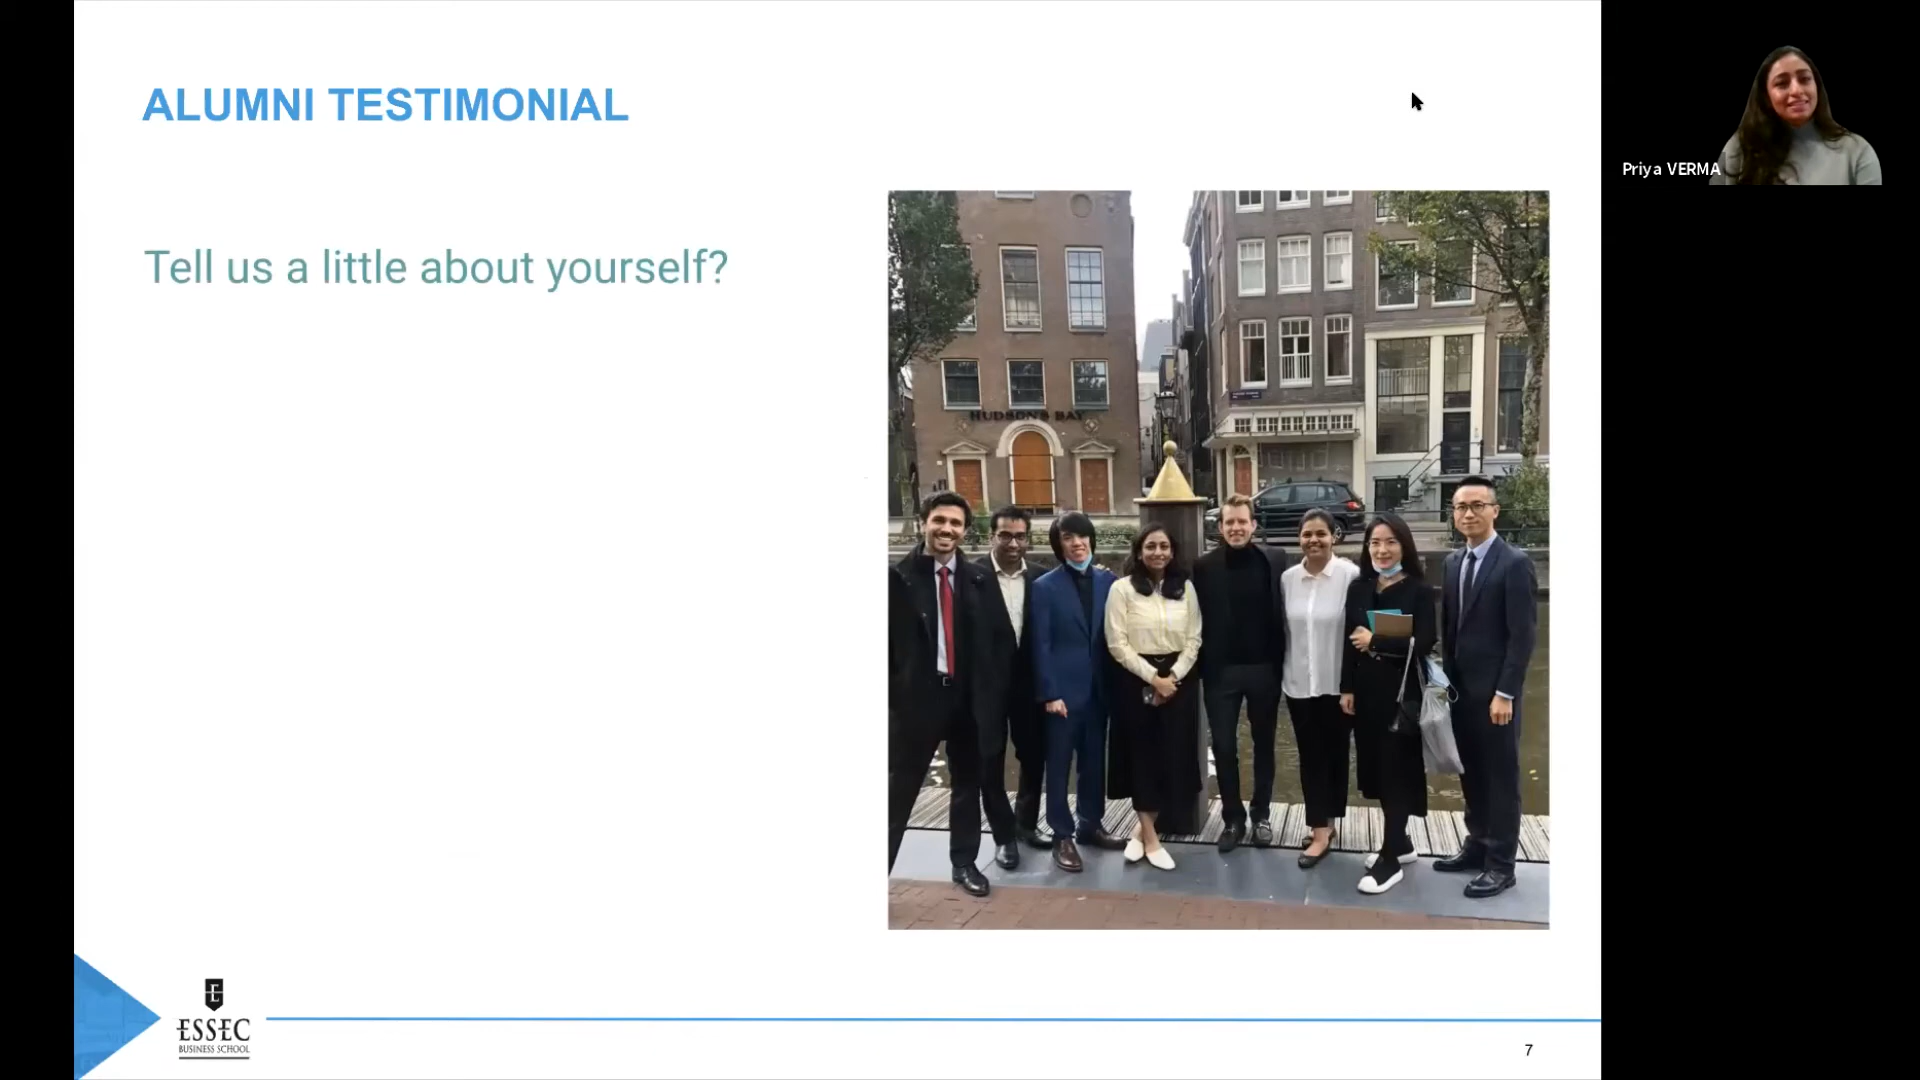 ALUMNI TESTIMONIAL
Tell us a little about yourself?
HUDSON'S BAY
Priya VERMA
E
ESSEC
BUSINESS SCHOOL
7